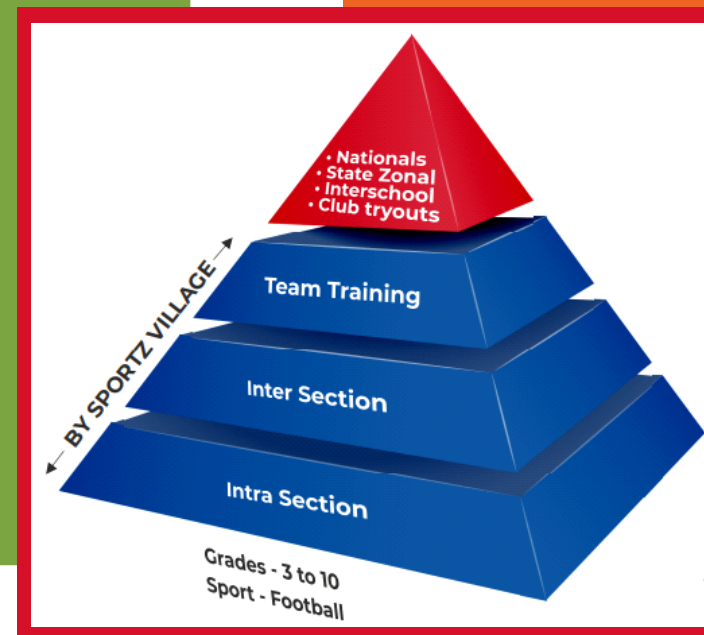 • Nationals
• State Zonal
• Interschool
• Club tryouts
Team Training
Inter Section
Intra Section
BY SPORTZ VILLAGE
Grades - 3 to 10
Sport - Football